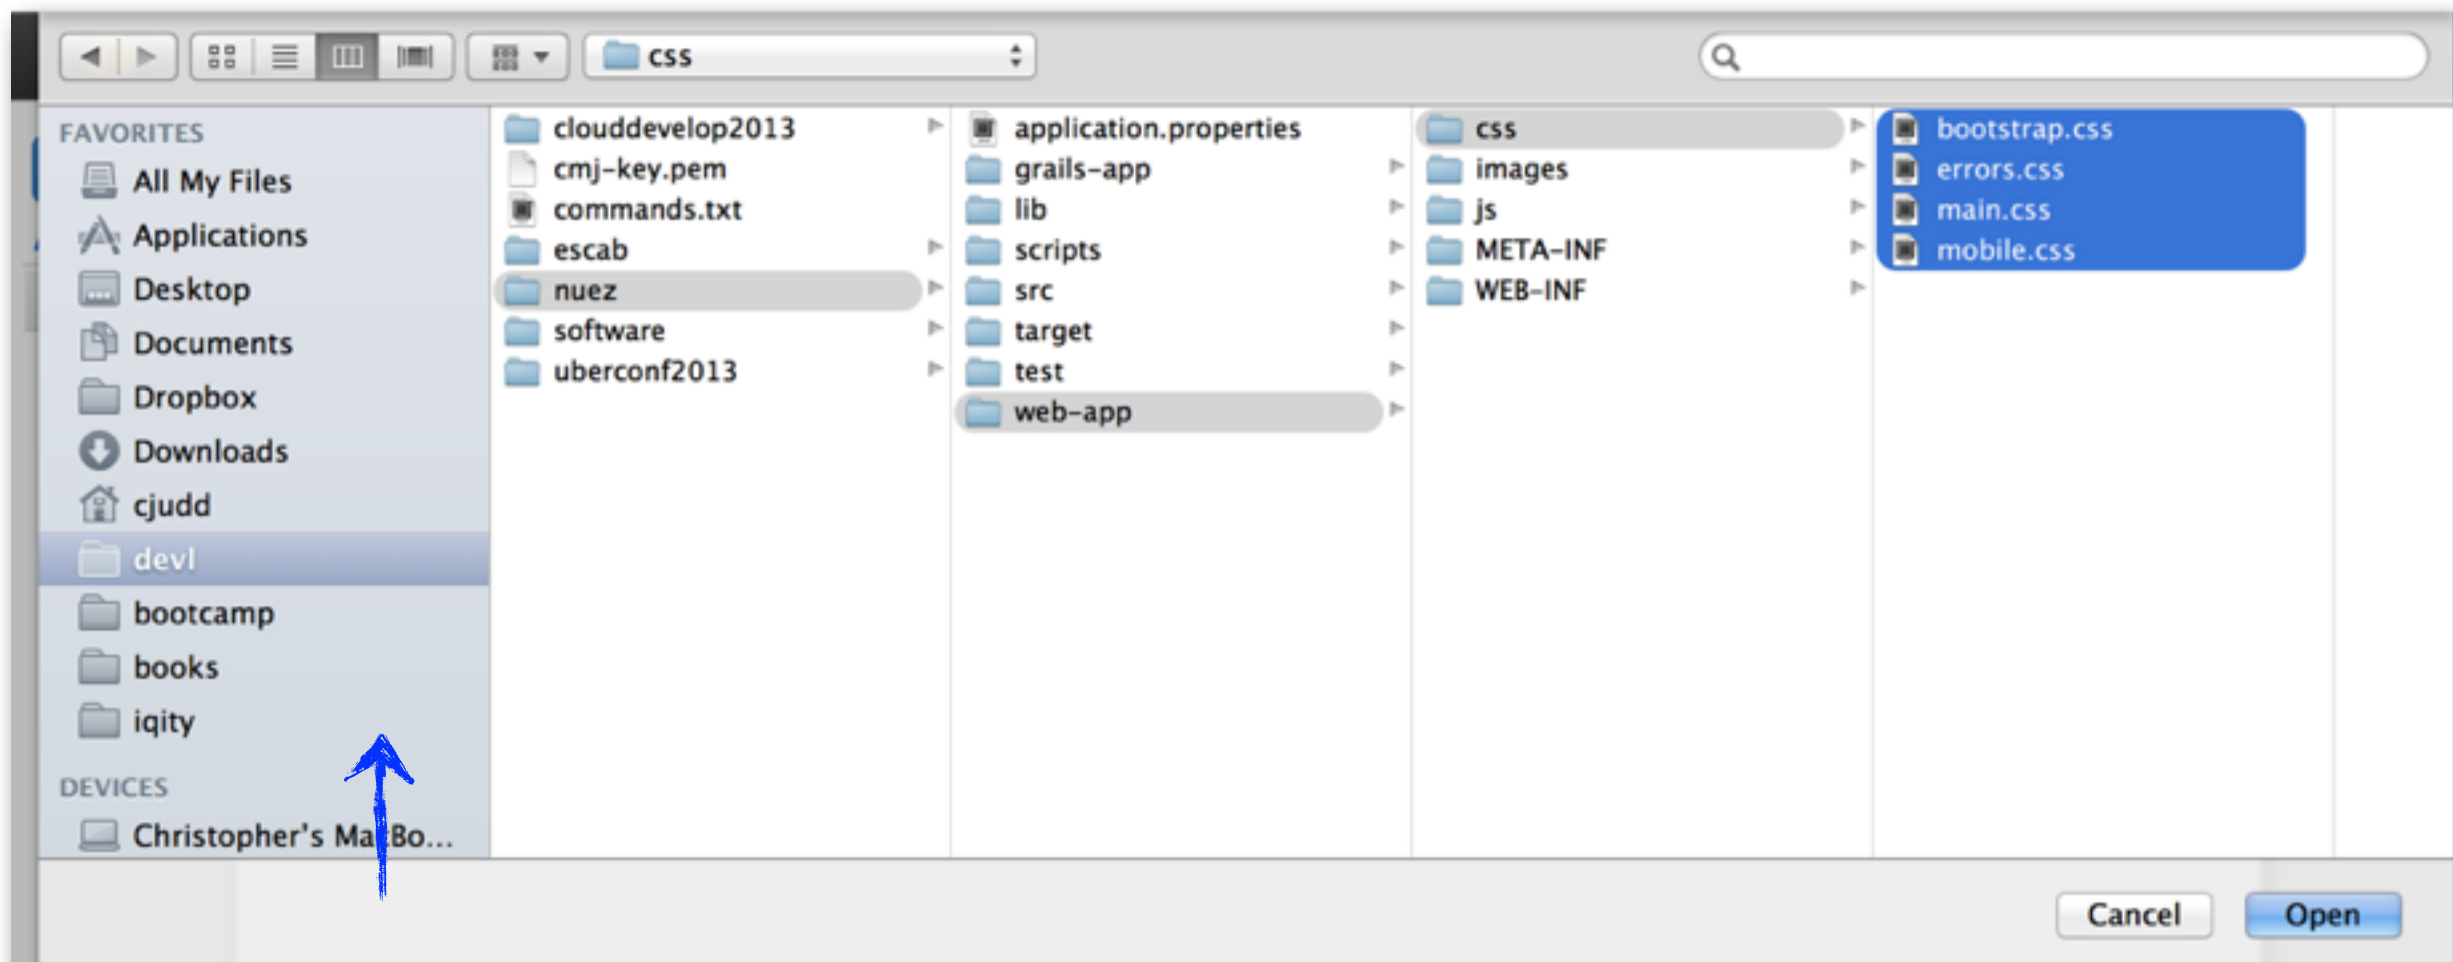 css
FAVORITES
All My Files
Applications
Desktop
Documents
Dropbox
Downloads
cjudd
devl
bootcamp
books
iqity
DEVICES
Christopher's MacBo...
clouddevelop2013
cmj-key.pem
commands.txt
escab
nuez
software
uberconf2013
application.properties
grails-app
lib
scripts
src
target
test
web-app
css
images
js
META-INF
WEB-INF
bootstrap.css
errors.css
main.css
mobile.css
Cancel
Open